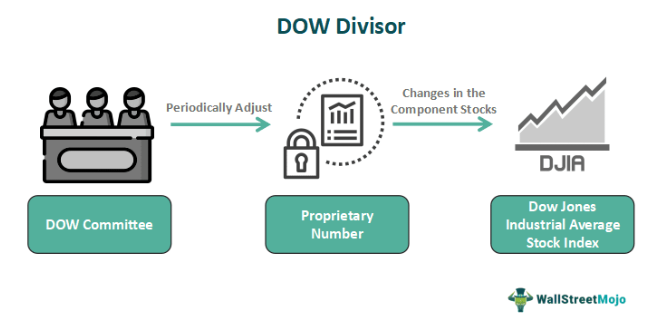 DOW Divisor
Periodically Adjust
Changes in the
Component Stocks
DJIA
DOW Committee
Proprietary
Number
Dow Jones
Industrial Average
Stock Index
WallStreetMojo